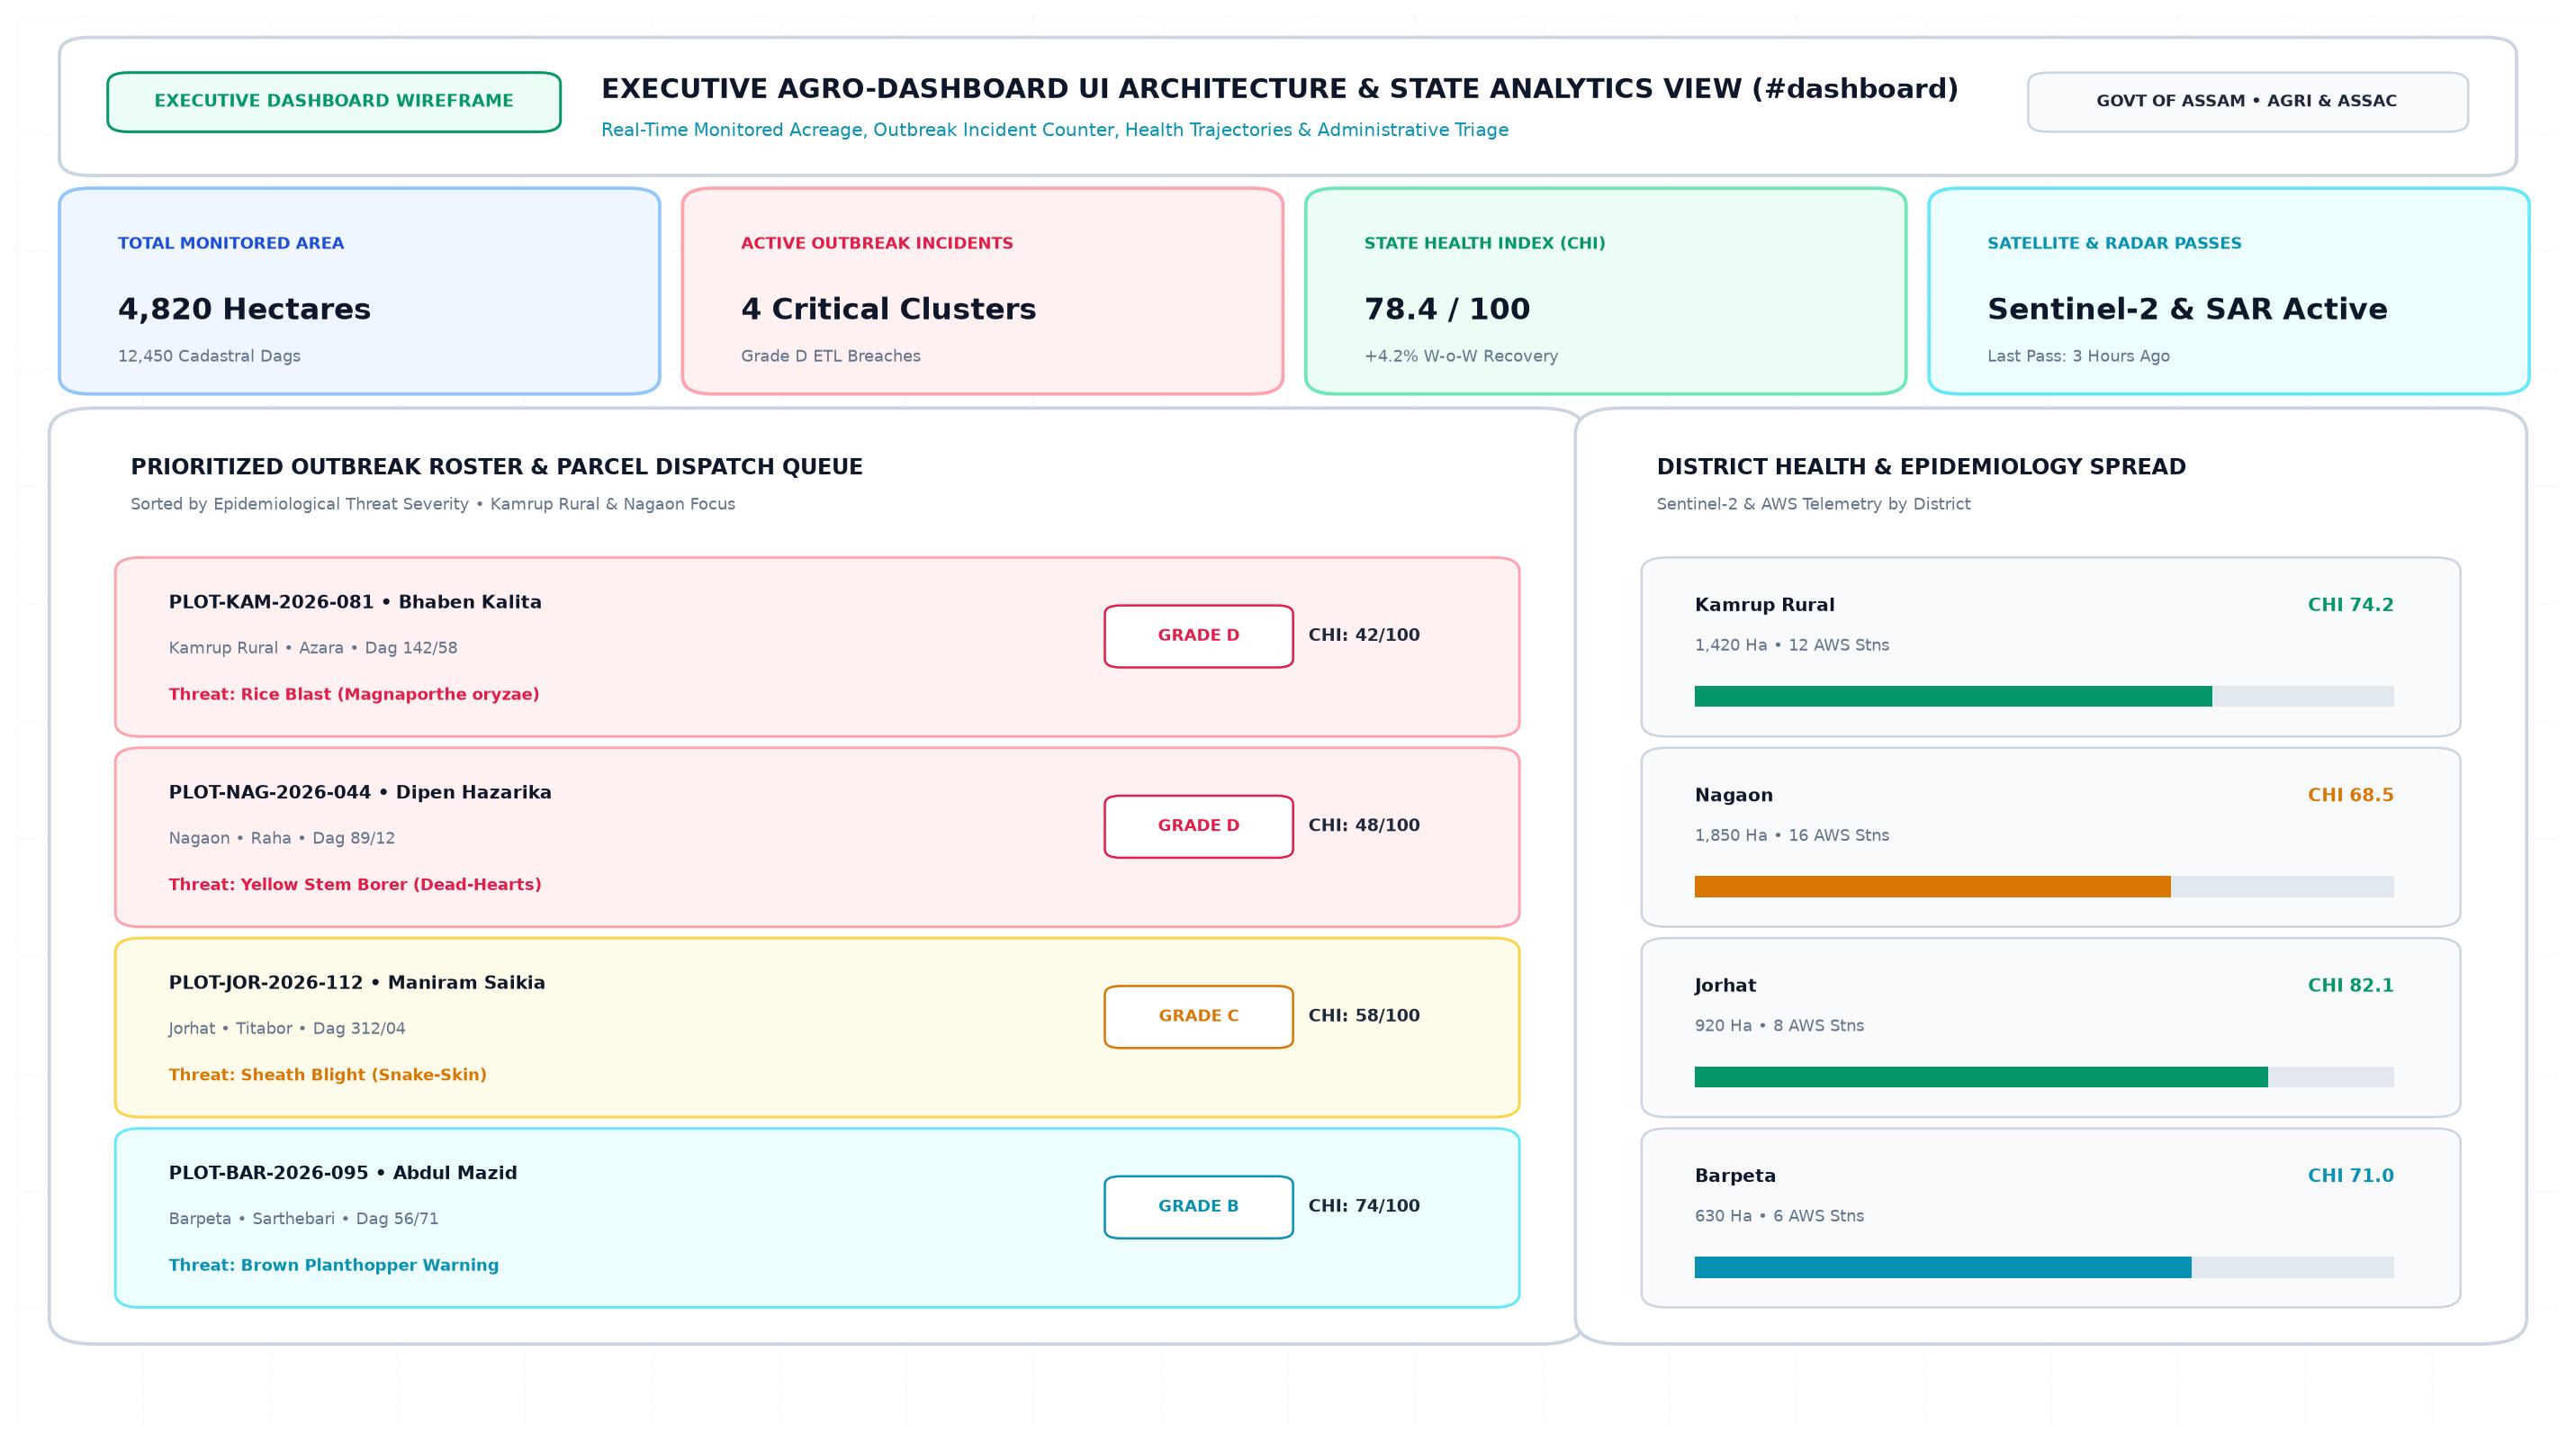 EXECUTIVE DASHBOARD WIREFRAME
EXECUTIVE AGRO-DASHBOARD UI ARCHITECTURE & STATE ANALYTICS VIEW (#dashboard)
Real-Time Monitored Acreage, Outbreak Incident Counter, Health Trajectories & Administrative Triage
GOVT OF ASSAM • AGRI & ASSAC
TOTAL MONITORED AREA
4,820 Hectares
12,450 Cadastral Dags
ACTIVE OUTBREAK INCIDENTS
4 Critical Clusters
Grade D ETL Breaches
STATE HEALTH INDEX (CHI)
78.4 / 100
+4.2% W-o-W Recovery
SATELLITE & RADAR PASSES
Sentinel-2 & SAR Active
Last Pass: 3 Hours Ago
PRIORITIZED OUTBREAK ROSTER & PARCEL DISPATCH QUEUE
Sorted by Epidemiological Threat Severity • Kamrup Rural & Nagaon Focus
PLOT-KAM-2026-081 • Bhaben Kalita
Kamrup Rural • Azara • Dag 142/58
Threat: Rice Blast (Magnaporthe oryzae)
GRADE D
CHI: 42/100
PLOT-NAG-2026-044 • Dipen Hazarika
Nagaon • Raha • Dag 89/12
Threat: Yellow Stem Borer (Dead-Hearts)
GRADE D
CHI: 48/100
PLOT-JOR-2026-112 • Maniram Saikia
Jorhat • Titabor • Dag 312/04
Threat: Sheath Blight (Snake-Skin)
GRADE C
CHI: 58/100
PLOT-BAR-2026-095 • Abdul Mazid
Barpeta • Sarthebari • Dag 56/71
Threat: Brown Planthopper Warning
GRADE B
CHI: 74/100
DISTRICT HEALTH & EPIDEMIOLOGY SPREAD
Sentinel-2 & AWS Telemetry by District
Kamrup Rural
CHI 74.2
1,420 Ha • 12 AWS Stns
Nagaon
CHI 68.5
1,850 Ha • 16 AWS Stns
Jorhat
CHI 82.1
920 Ha • 8 AWS Stns
Barpeta
CHI 71.0
630 Ha • 6 AWS Stns